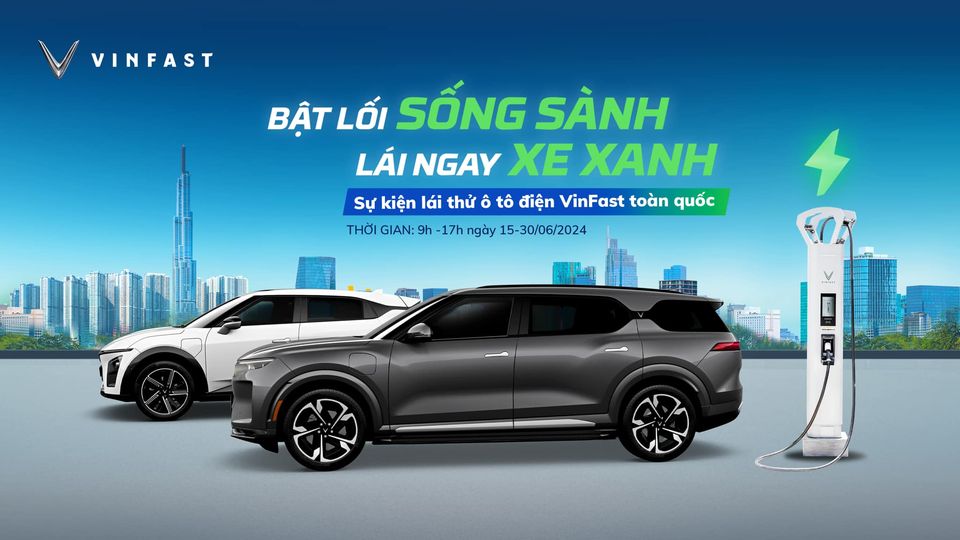 VINFAST
BẬT LỐI SỐNG SÀNH
LÁI NGAY XE XANH
Sự kiện lái thử ô tô điện VinFast toàn quốc
THỜI GIAN: 9h -17h ngày 15-30/06/2024
VINFAST